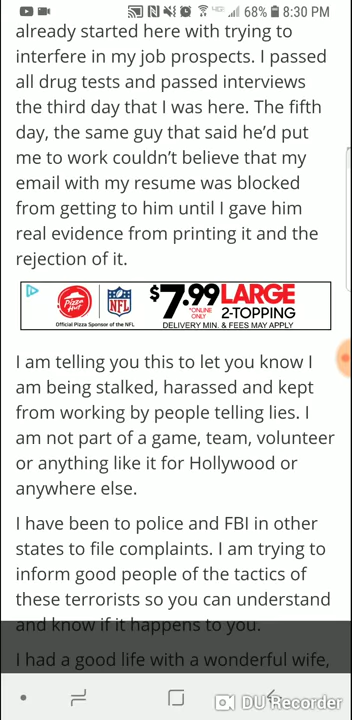 68% 8:30 PM
already started here with trying to
interfere in my job prospects. I passed
all drug tests and passed interviews
the third day that I was here. The fifth
day, the same guy that said he'd put
me to work couldn't believe that my
email with my resume was blocked
from getting to him until I gave him
real evidence from printing it and the
rejection of it.
Pizza Hut NFL $7.99 LARGE
*ONLINE ONLY 2-TOPPING
Official Pizza Sponsor of the NFL DELIVERY MIN. & FEES MAY APPLY
I am telling you this to let you know I
am being stalked, harassed and kept
from working by people telling lies. I
am not part of a game, team, volunteer
or anything like it for Hollywood or
anywhere else.
I have been to police and FBI in other
states to file complaints. I am trying to
inform good people of the tactics of
these terrorists so you can understand
and know if it happens to you.
I had a good life with a wonderful wife,
DU Recorder